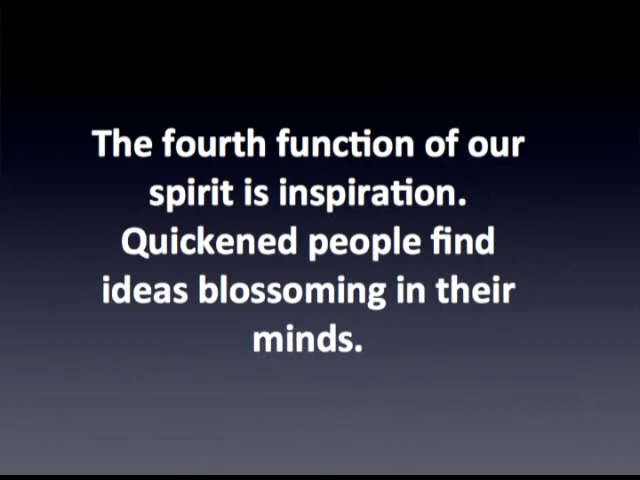 The fourth function of our
spirit is inspiration.
Quickened people find
ideas blossoming in their
minds.